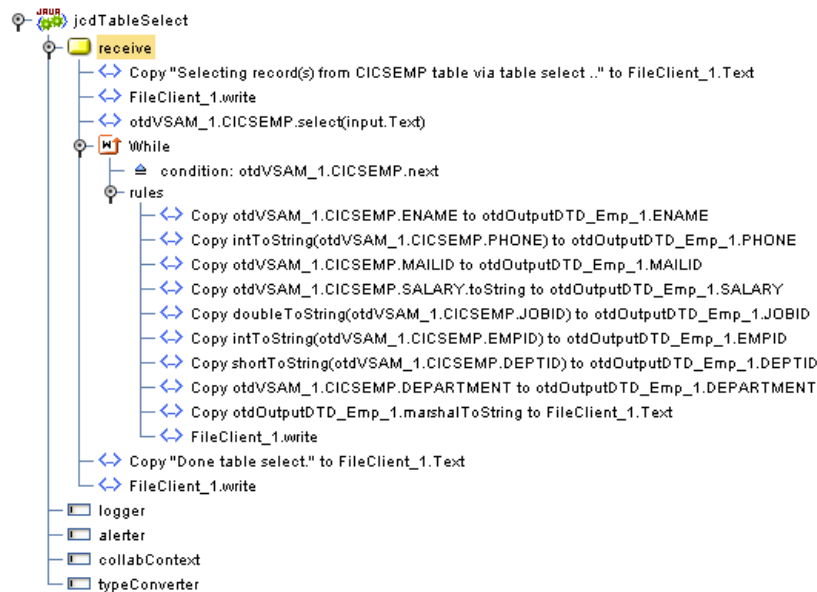 JAVA jcdTableSelect
receive
Copy "Selecting record(s) from CICSEMP table via table select .." to FileClient_1.Text
FileClient_1.write
otdVSAM_1.CICSEMP.select(input.Text)
W While
condition: otdVSAM_1.CICSEMP.next
rules
Copy otdVSAM_1.CICSEMP.ENAME to otdOutputDTD_Emp_1.ENAME
Copy intToString(otdVSAM_1.CICSEMP.PHONE) to otdOutputDTD_Emp_1.PHONE
Copy otdVSAM_1.CICSEMP.MAILID to otdOutputDTD_Emp_1.MAILID
Copy otdVSAM_1.CICSEMP.SALARY.toString to otdOutputDTD_Emp_1.SALARY
Copy doubleToString(otdVSAM_1.CICSEMP.JOBID) to otdOutputDTD_Emp_1.JOBID
Copy intToString(otdVSAM_1.CICSEMP.EMPID) to otdOutputDTD_Emp_1.EMPID
Copy shortToString(otdVSAM_1.CICSEMP.DEPTID) to otdOutputDTD_Emp_1.DEPTID
Copy otdVSAM_1.CICSEMP.DEPARTMENT to otdOutputDTD_Emp_1.DEPARTMENT
Copy otdOutputDTD_Emp_1.marshalToString to FileClient_1.Text
FileClient_1.write
Copy "Done table select." to FileClient_1.Text
FileClient_1.write
logger
alerter
collabContext
typeConverter